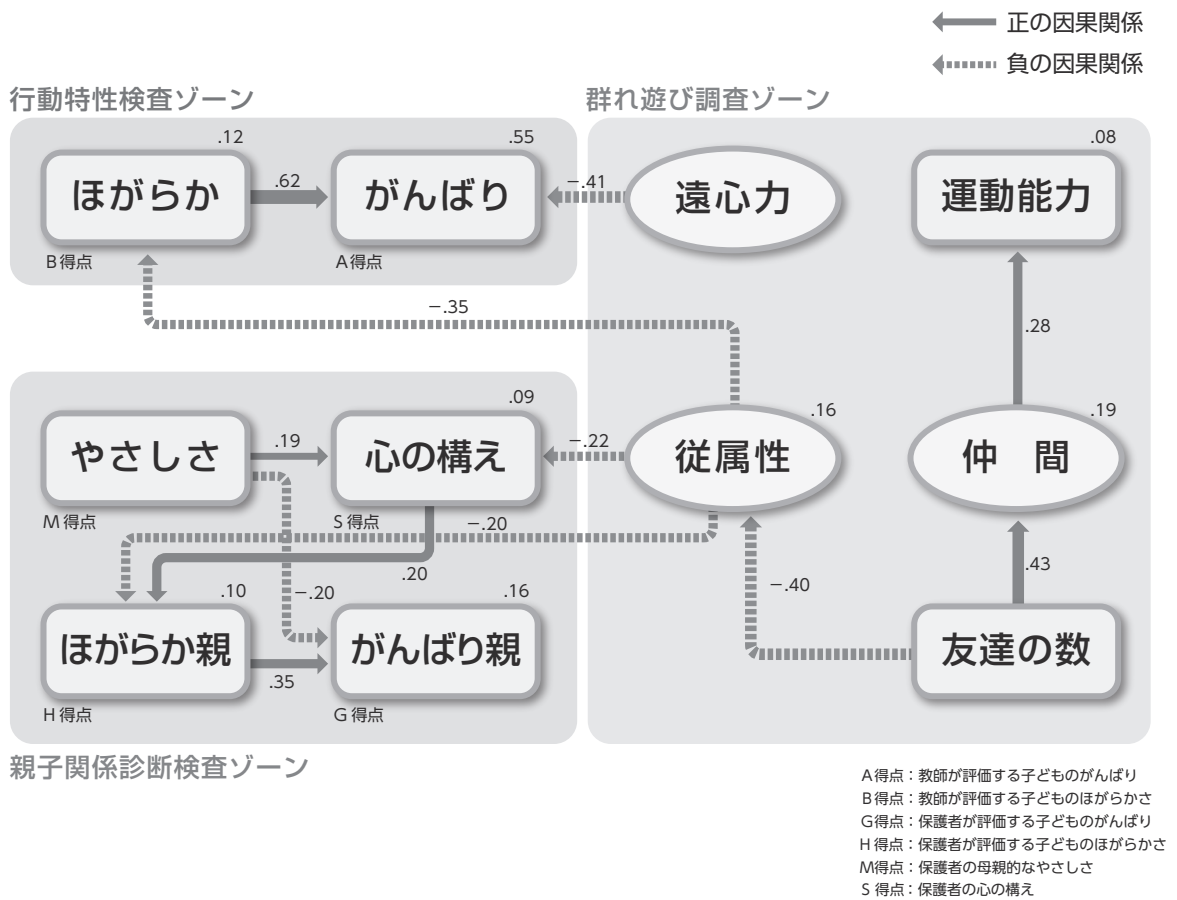 正の因果関係
負の因果関係
行動特性検査ゾーン
群れ遊び調査ゾーン
.12
.55
.08
ほがらか
.62
がんばり
−.41
遠心力
運動能力
B得点
A得点
−.35
.28
.09
.16
.19
やさしさ
.19
心の構え
−.22
従属性
仲 間
M得点
S得点
−.20
.20
−.40
.43
.10
−.20
.16
ほがらか親
.35
がんばり親
友達の数
H得点
G得点
親子関係診断検査ゾーン
A得点：教師が評価する子どものがんばり
B得点：教師が評価する子どものほがらかさ
G得点：保護者が評価する子どものがんばり
H得点：保護者が評価する子どものほがらかさ
M得点：保護者の母親的なやさしさ
S得点：保護者の心の構え